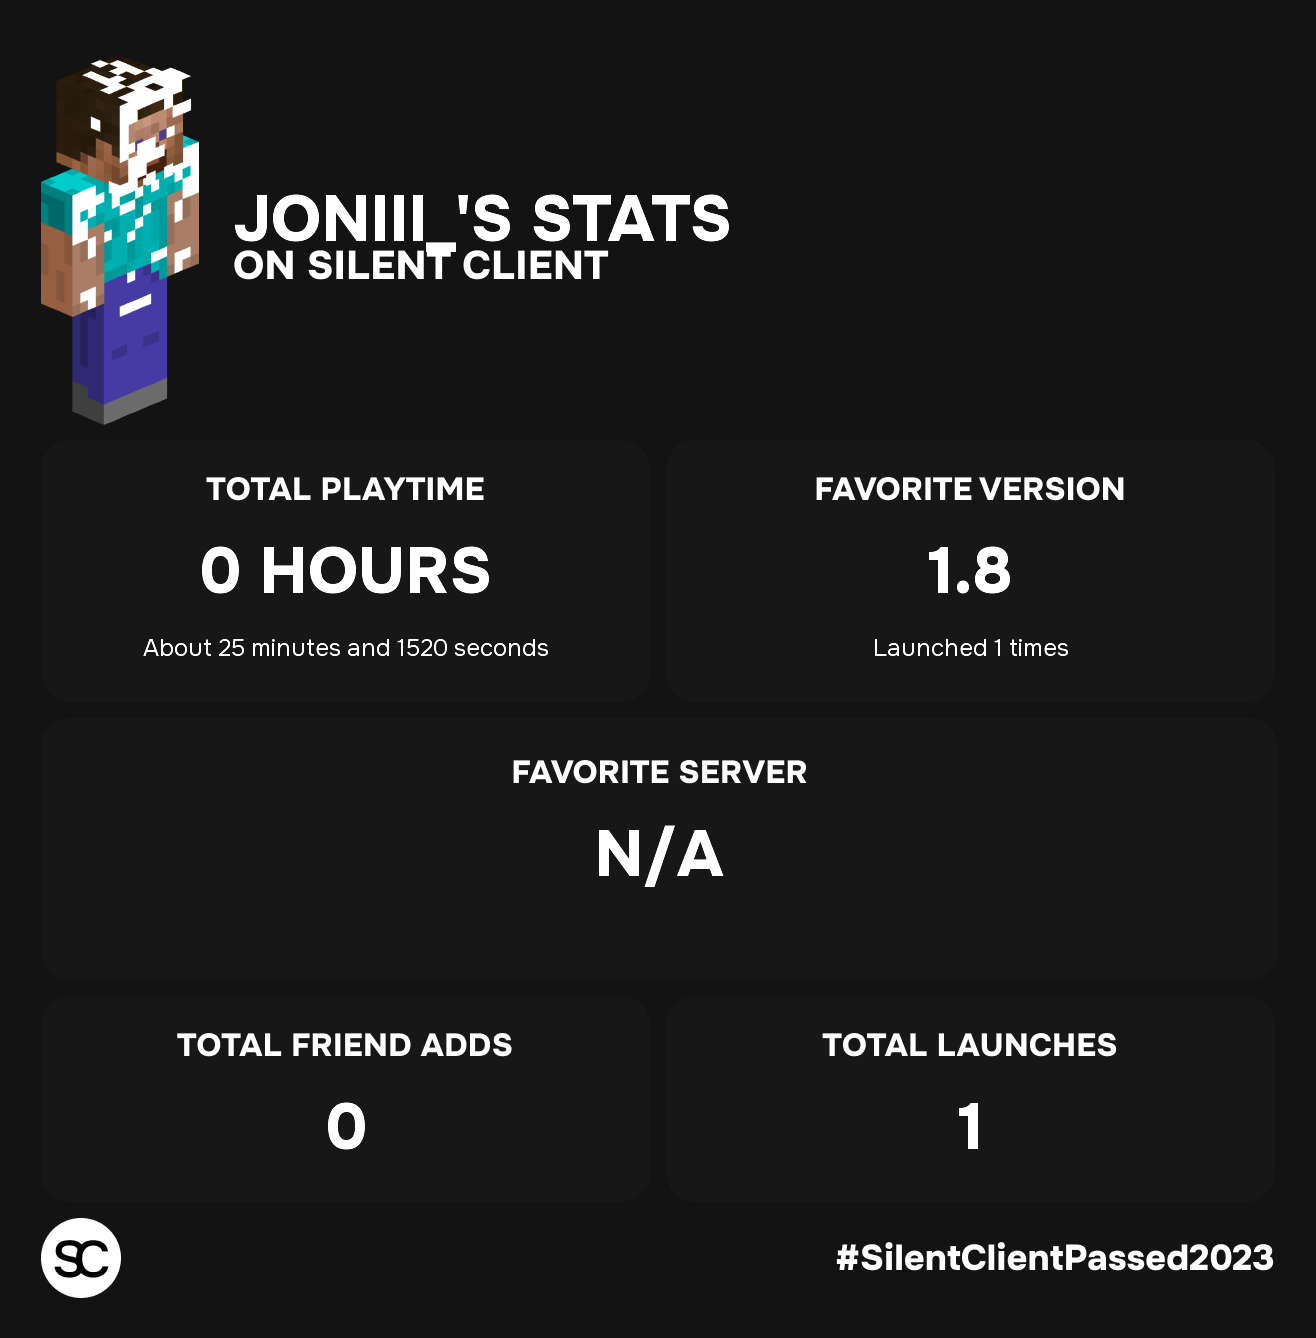 JONIII_'S STATS
ON SILENT CLIENT
TOTAL PLAYTIME
0 HOURS
About 25 minutes and 1520 seconds
FAVORITE VERSION
1.8
Launched 1 times
FAVORITE SERVER
N/A
TOTAL FRIEND ADDS
0
TOTAL LAUNCHES
1
SC
#SilentClientPassed2023